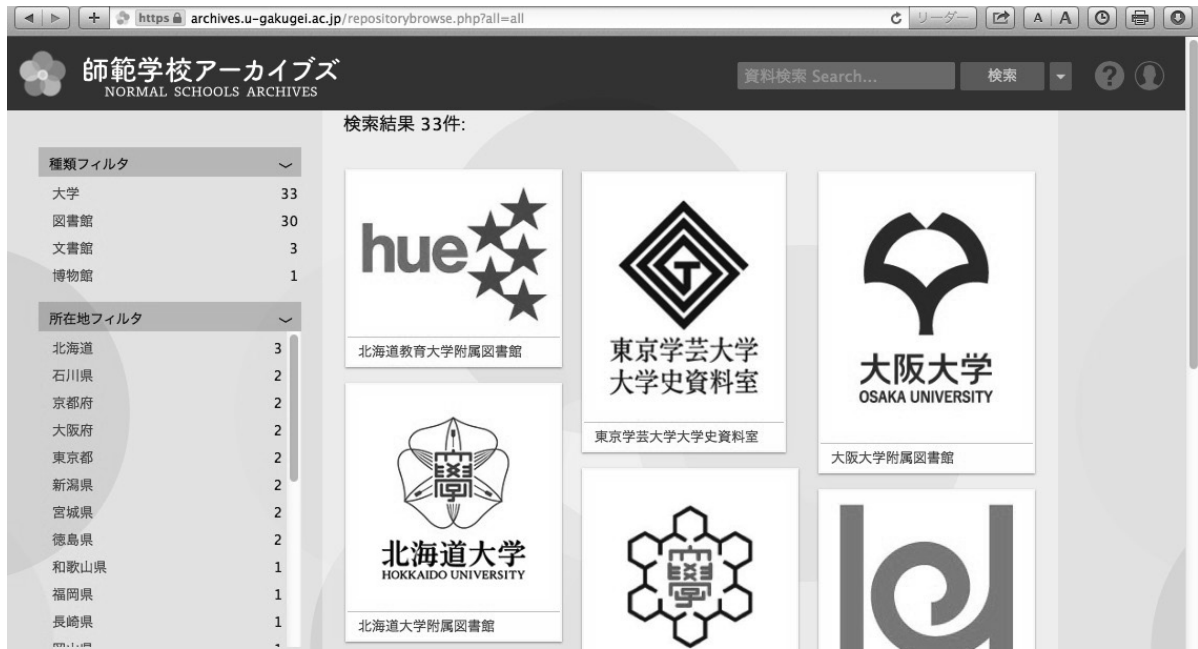 https archives.u-gakugei.ac.jp/repositorybrowse.php?all=all
リーダー
A A
師範学校アーカイブズ
NORMAL SCHOOLS ARCHIVES
資料検索 Search...
検索
?
検索結果 33件:
種類フィルタ
大学 33
図書館 30
文書館 3
博物館 1
所在地フィルタ
北海道 3
石川県 2
京都府 2
大阪府 2
東京都 2
新潟県 2
宮城県 2
徳島県 2
和歌山県 1
福岡県 1
長崎県 1
hue
北海道教育大学附属図書館
大學
北海道大学
HOKKAIDO UNIVERSITY
北海道大学附属図書館
T
東京学芸大学
大学史資料室
東京学芸大学大学史資料室
大學
大阪大学
OSAKA UNIVERSITY
大阪大学附属図書館